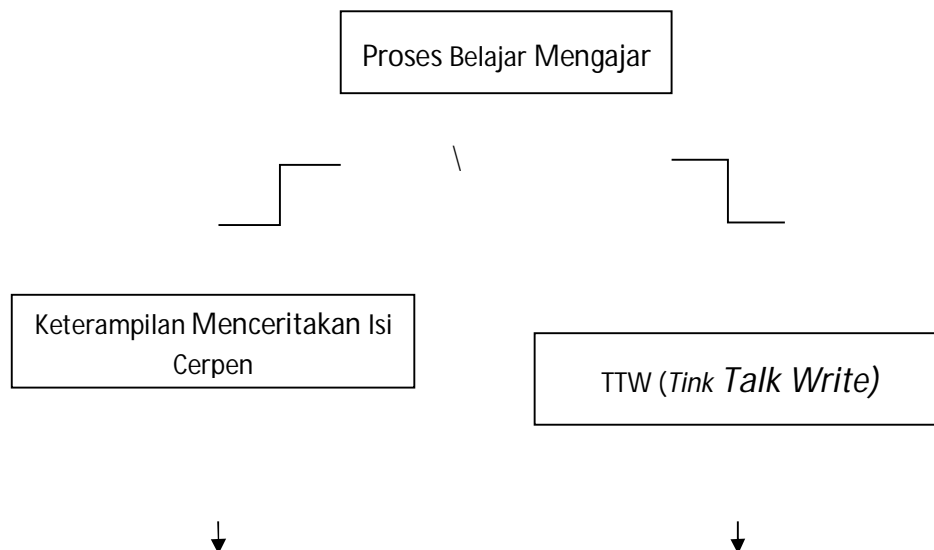 Proses Belajar Mengajar
\
Keterampilan Menceritakan Isi
Cerpen
TTW (Tink Talk Write)